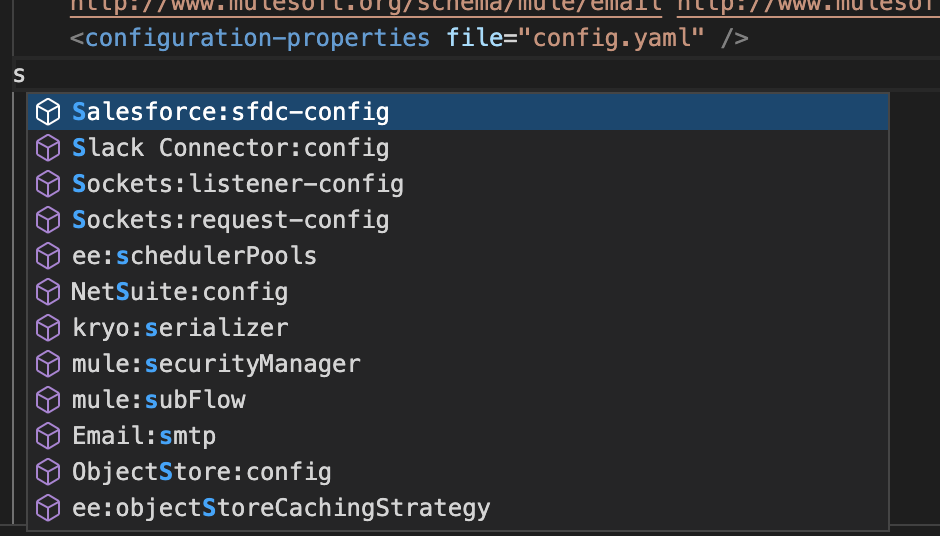 http://www.mulesoft.org/schema/mule/email http://www.mulesof
<configuration-properties file="config.yaml" />
s
Salesforce:sfdc-config
Slack Connector:config
Sockets:listener-config
Sockets:request-config
ee:schedulerPools
NetSuite:config
kryo:serializer
mule:securityManager
mule:subFlow
Email:smtp
ObjectStore:config
ee:objectStoreCachingStrategy